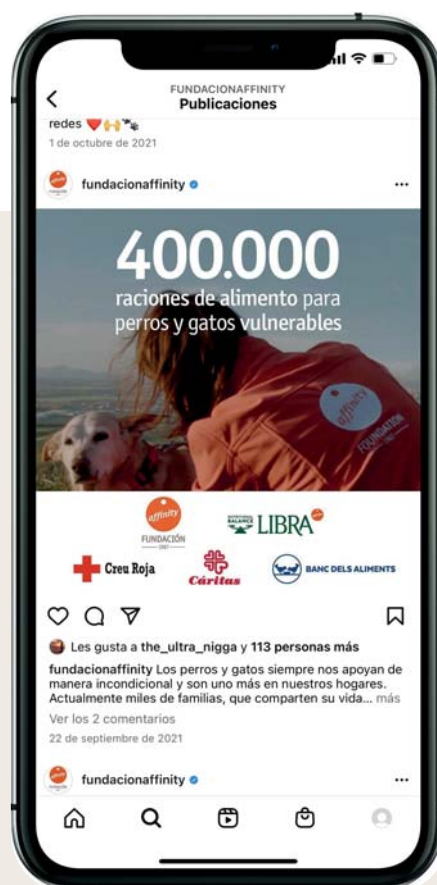 FUNDACIONAFFINITY
Publicaciones
redes
1 de octubre de 2021
fundacionaffinity
400.000
raciones de alimento para
perros y gatos vulnerables
affinity
FOUNDATION
affinity
FUNDACIÓN
BALANCE LIBRA
Creu Roja
Cáritas
BANC DELS ALIMENTS
Les gusta a the_ultra_nigga y 113 personas más
fundacionaffinity Los perros y gatos siempre nos apoyan de
manera incondicional y son uno más en nuestros hogares.
Actualmente miles de familias, que comparten su vida... más
Ver los 2 comentarios
22 de septiembre de 2021
fundacionaffinity